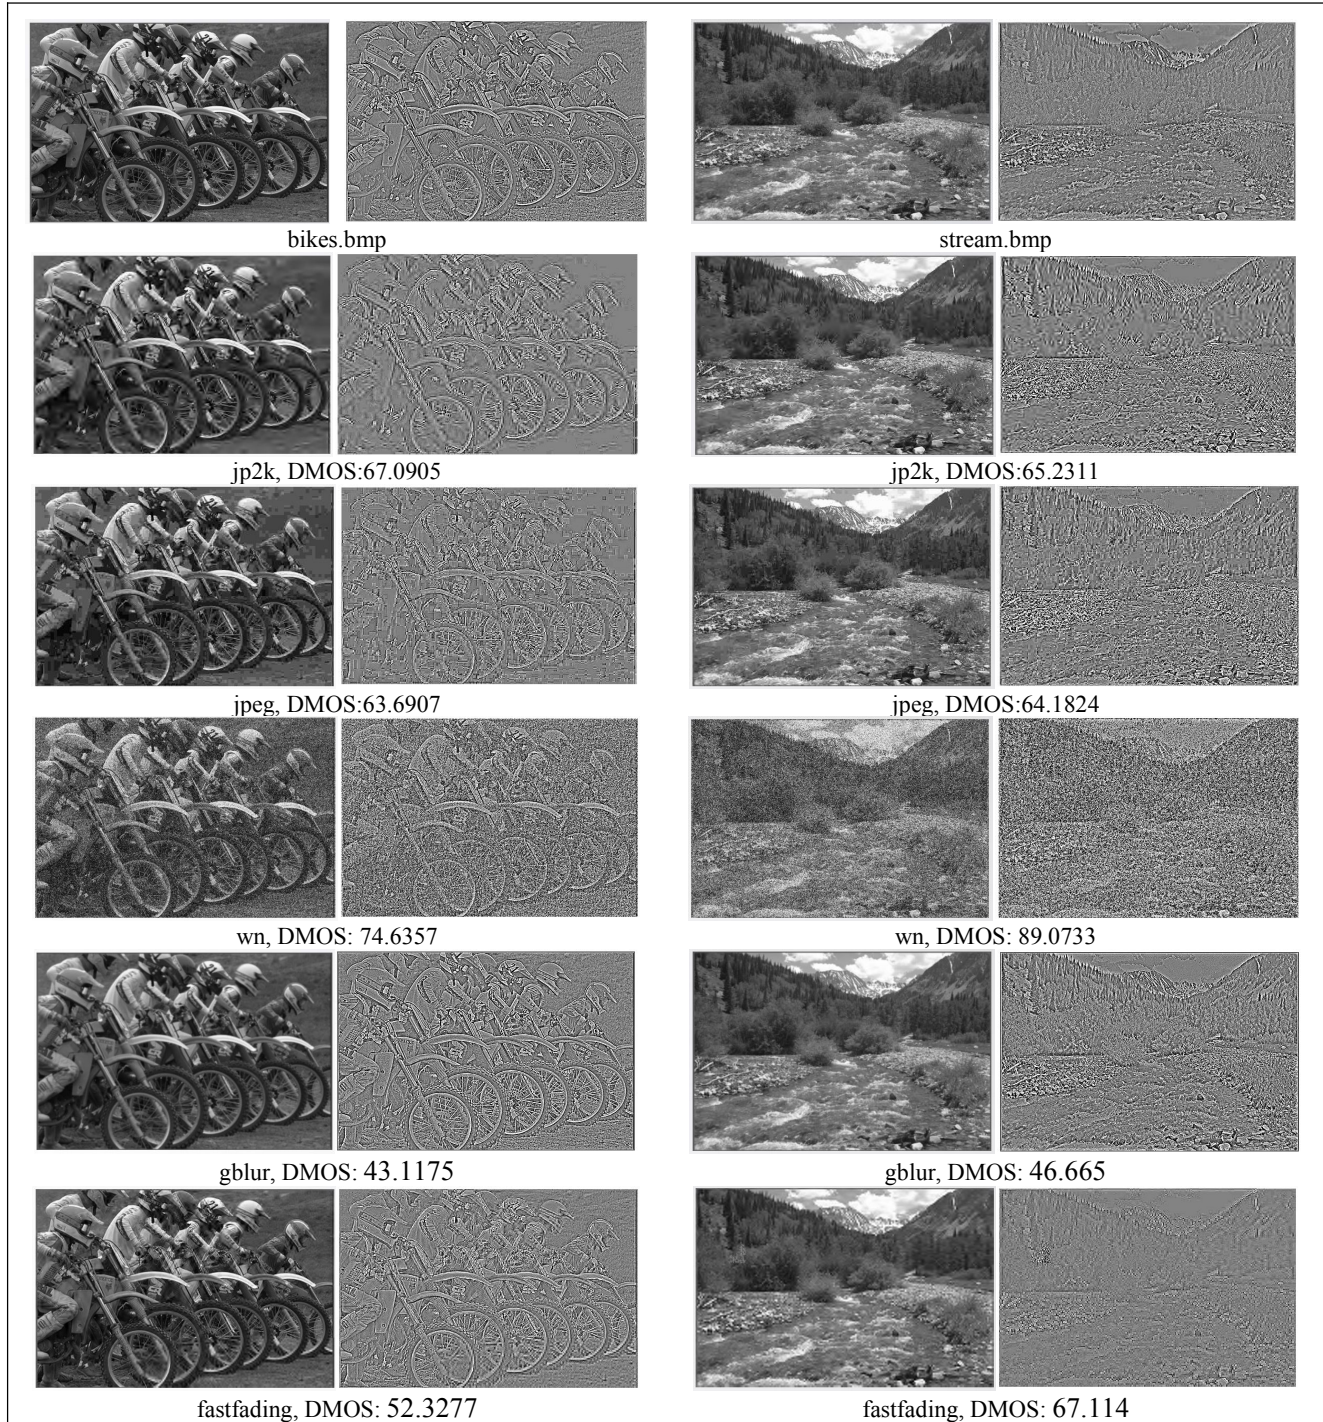 bikes.bmp
stream.bmp
jp2k, DMOS:67.0905
jp2k, DMOS:65.2311
jpeg, DMOS:63.6907
jpeg, DMOS:64.1824
wn, DMOS: 74.6357
wn, DMOS: 89.0733
gblur, DMOS: 43.1175
gblur, DMOS: 46.665
fastfading, DMOS: 52.3277
fastfading, DMOS: 67.114